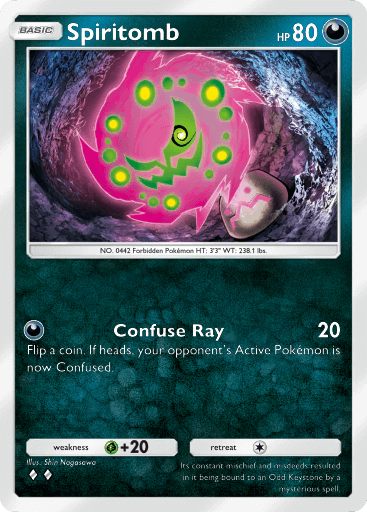 BASIC Spiritomb HP 80
NO. 0442 Forbidden Pokémon HT: 3'3" WT: 238.1 lbs.
Confuse Ray 20
Flip a coin. If heads, your opponent's Active Pokémon is
now Confused.
weakness +20 retreat
Illus. Shin Nagasawa
Its constant mischief and misdeeds resulted
in it being bound to an Odd Keystone by a
mysterious spell.